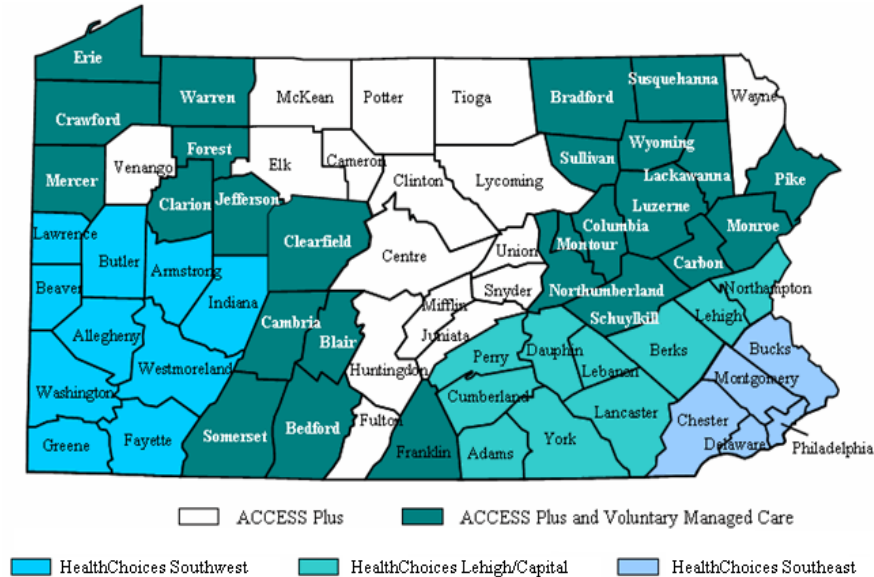 Erie
Warren
McKean
Potter
Tioga
Bradford
Susquehanna
Wayne
Crawford
Forest
Elk
Cameron
Sullivan
Wyoming
Lackawanna
Pike
Mercer
Venango
Clarion
Jefferson
Clinton
Lycoming
Luzerne
Monroe
Lawrence
Butler
Armstrong
Clearfield
Centre
Union
Montour
Columbia
Carbon
Beaver
Indiana
Snyder
Northumberland
Northampton
Allegheny
Cambria
Blair
Mifflin
Juniata
Schuylkill
Lehigh
Washington
Westmoreland
Huntingdon
Perry
Dauphin
Lebanon
Berks
Bucks
Montgomery
Cumberland
Lancaster
Chester
Greene
Fayette
Somerset
Bedford
Fulton
Franklin
Adams
York
Delaware
Philadelphia
ACCESS Plus
ACCESS Plus and Voluntary Managed Care
HealthChoices Southwest
HealthChoices Lehigh/Capital
HealthChoices Southeast